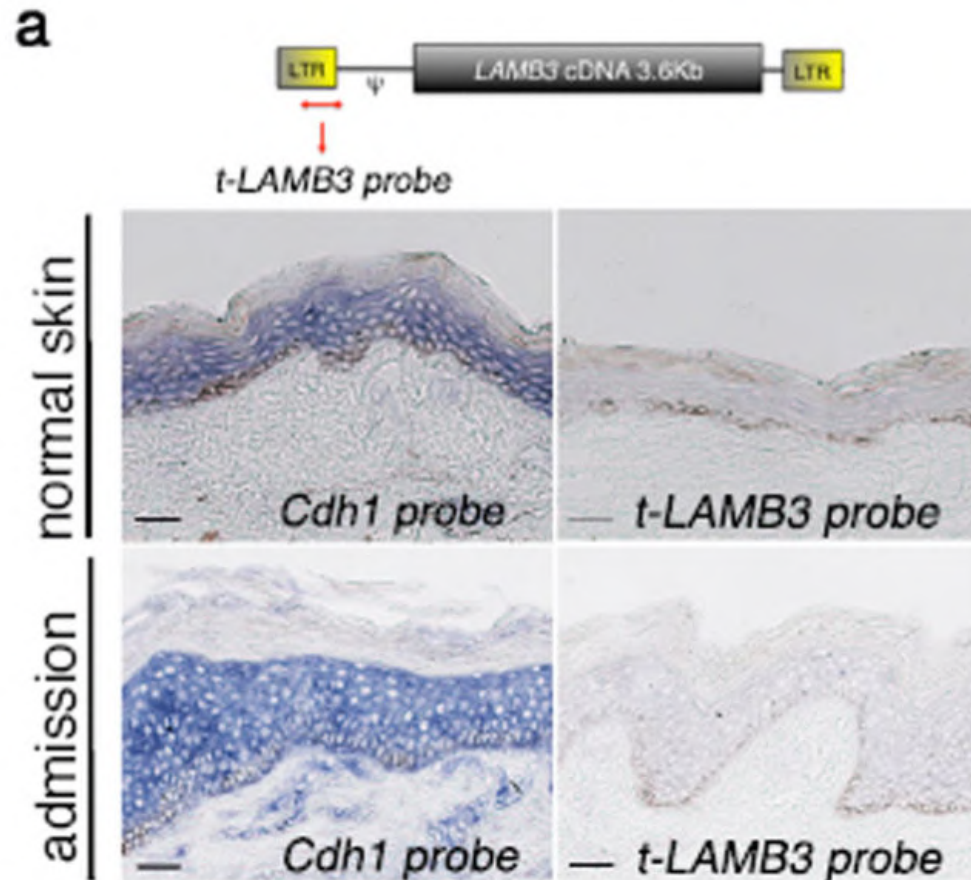 a
LTR ψ LAMB3 cDNA 3.6Kb LTR
t-LAMB3 probe
normal skin
Cdh1 probe
t-LAMB3 probe
admission
Cdh1 probe
t-LAMB3 probe